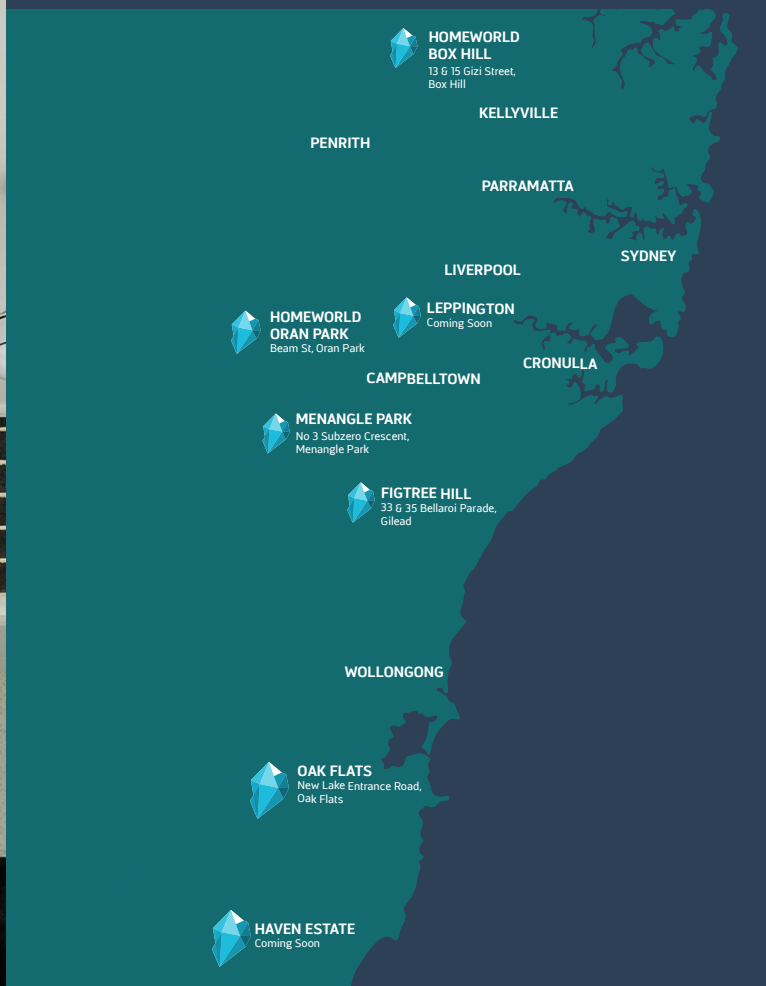 HOMEWORLD
BOX HILL
13 & 15 Gizi Street,
Box Hill
KELLYVILLE
PENRITH
PARRAMATTA
SYDNEY
LIVERPOOL
LEPPINGTON
Coming Soon
HOMEWORLD
ORAN PARK
Beam St, Oran Park
CRONULLA
CAMPBELLTOWN
MENANGLE PARK
No 3 Subzero Crescent,
Menangle Park
FIGTREE HILL
33 & 35 Bellaroi Parade,
Gilead
WOLLONGONG
OAK FLATS
New Lake Entrance Road,
Oak Flats
HAVEN ESTATE
Coming Soon